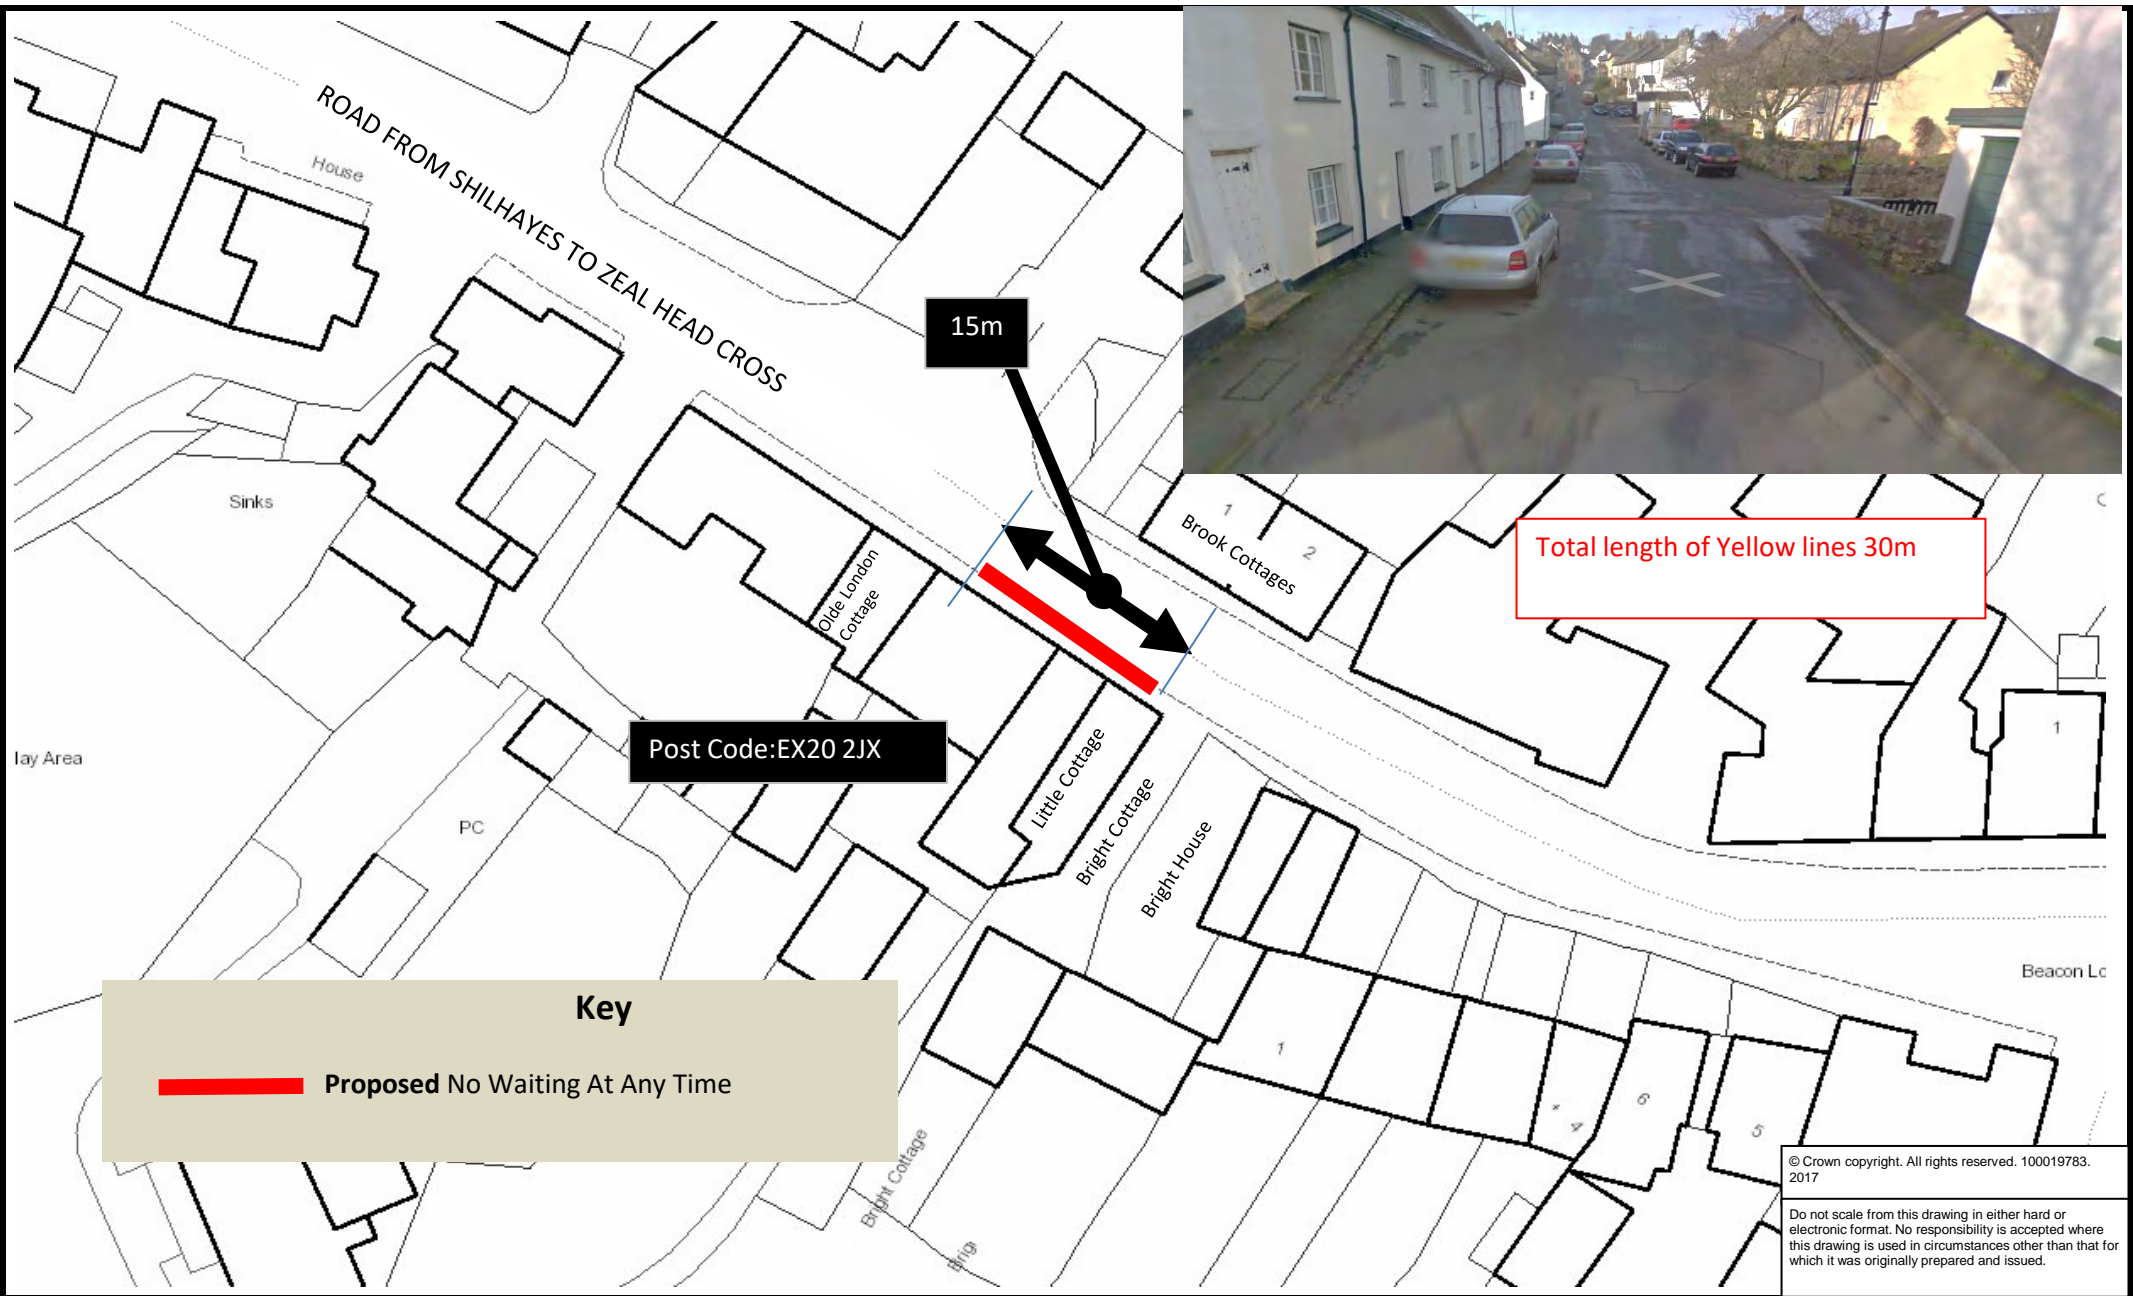 ROAD FROM SHILHAYES TO ZEAL HEAD CROSS
House
15m
Sinks
1
2
Brook Cottages
Total length of Yellow lines 30m
Olde London
Cottage
Post Code:EX20 2JX
lay Area
PC
Little Cottage
Bright Cottage
Bright House
1
Beacon Lo
Key
Proposed No Waiting At Any Time
1
4
6
5
Bright Cottage
Brig
© Crown copyright. All rights reserved. 100019783.
2017
Do not scale from this drawing in either hard or
electronic format. No responsibility is accepted where
this drawing is used in circumstances other than that for
which it was originally prepared and issued.